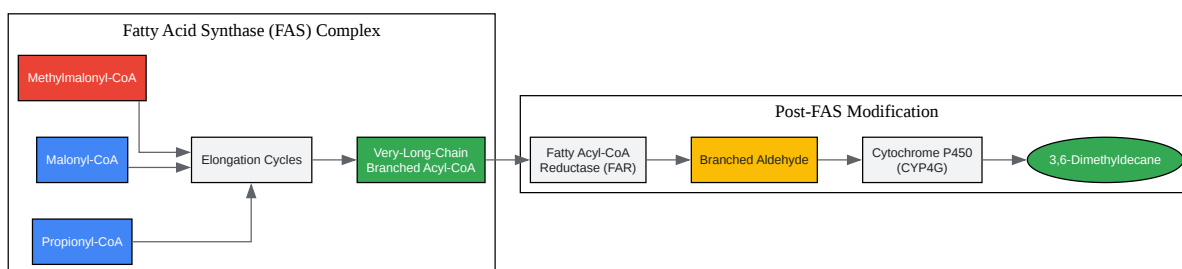 Fatty Acid Synthase (FAS) Complex
Methylmalonyl-CoA
Malonyl-CoA
Propionyl-CoA
Elongation Cycles
Very-Long-Chain
Branched Acyl-CoA
Post-FAS Modification
Fatty Acyl-CoA
Reductase (FAR)
Branched Aldehyde
Cytochrome P450
(CYP4G)
3,6-Dimethyldecane